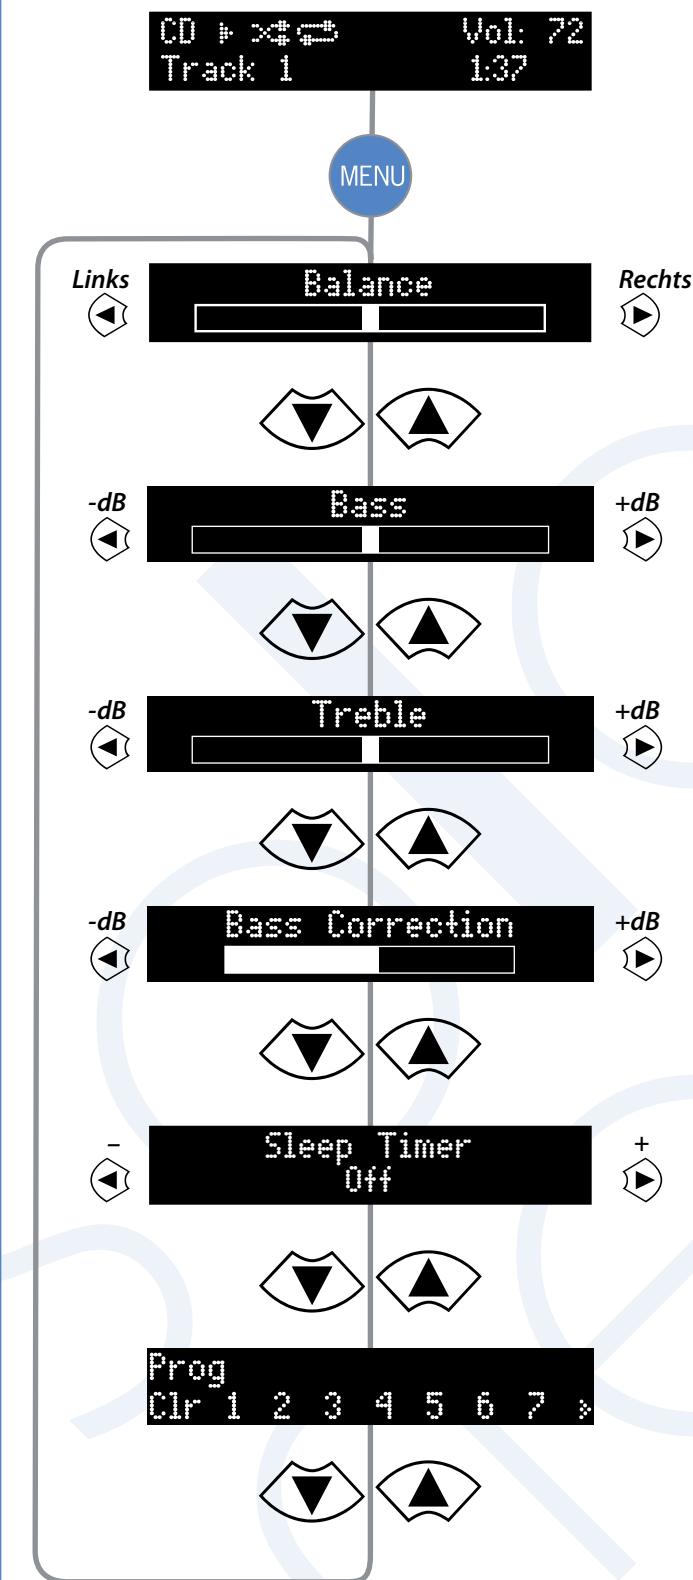 CD Vol: 72
Track 1 1:37
MENU
Links Balance Rechts
-dB Bass +dB
-dB Treble +dB
-dB Bass Correction +dB
– Sleep Timer +
Off
Prog
Clr 1 2 3 4 5 6 7